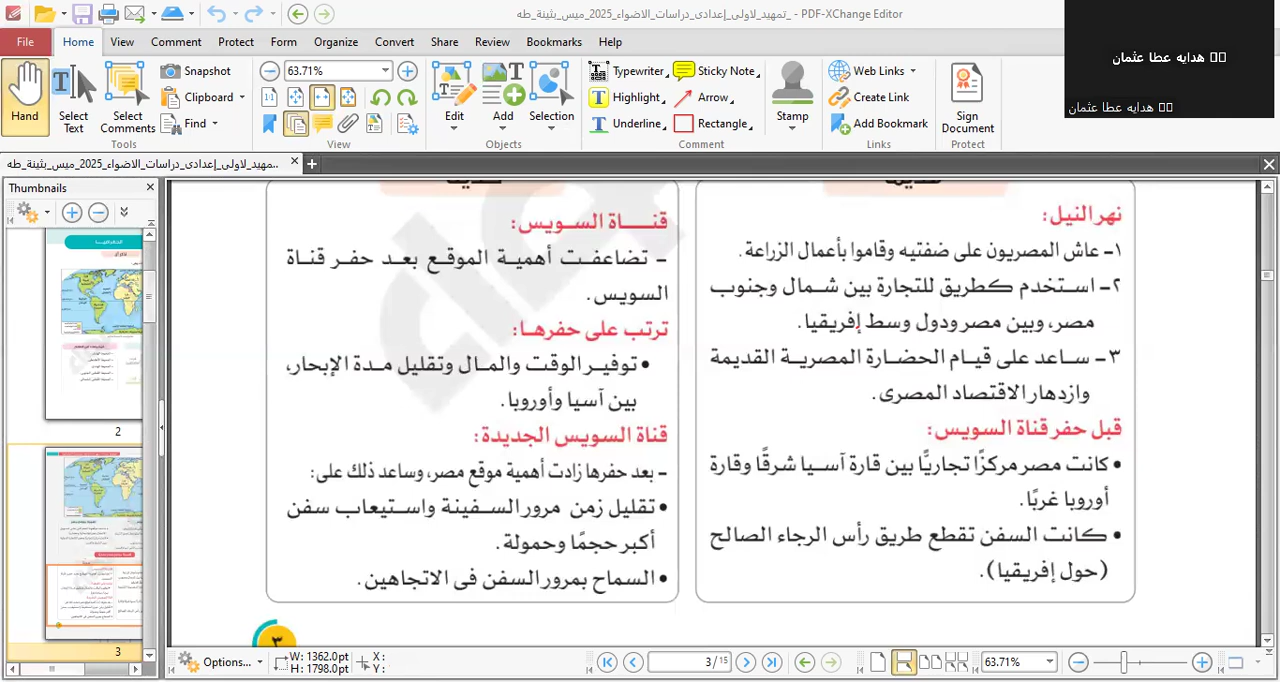 تمهيد_لاولى_إعدادى_دراسات_الاضواء_2025_ميس_بثينة_طه_ - PDF-XChange Editor
هدايه عطا عثمان
هدايه عطا عثمان
File Home View Comment Protect Form Organize Convert Share Review Bookmarks Help
Hand
Select Text
Select Comments
Snapshot
Clipboard
Find
Tools
63.71%
View
Edit
Add
Selection
Objects
Typewriter
Highlight
Underline
Sticky Note
Arrow
Rectangle
Comment
Stamp
Web Links
Create Link
Add Bookmark
Links
Sign Document
Protect
تمهيد_لاولى_إعدادى_دراسات_الاضواء_2025_ميس_بثينة_طه..
Thumbnails
2
3
نهر النيل:
١- عاش المصريون على ضفتيه وقاموا بأعمال الزراعة.
٢- استخدم كطريق للتجارة بين شمال وجنوب
مصر، وبين مصر ودول وسط إفريقيا.
٣- ساعد على قيام الحضارة المصرية القديمة
وازدهار الاقتصاد المصرى.
قبل حفر قناة السويس:
• كانت مصر مركزًا تجاريًّا بين قارة آسيا شرقًا وقارة
أوروبا غربًا.
• كانت السفن تقطع طريق رأس الرجاء الصالح
(حول إفريقيا).
قناة السويس:
- تضاعفت أهمية الموقع بعد حفر قناة
السويس.
ترتب على حفرها:
• توفير الوقت والمال وتقليل مدة الإبحار،
بين آسيا وأوروبا.
قناة السويس الجديدة:
- بعد حفرها زادت أهمية موقع مصر، وساعد ذلك على:
• تقليل زمن مرور السفينة واستيعاب سفن
أكبر حجمًا وحمولة.
• السماح بمرور السفن فى الاتجاهين.
٣
Options...
W: 1362.0pt
H: 1798.0pt
X:
Y:
3 / 15
63.71%